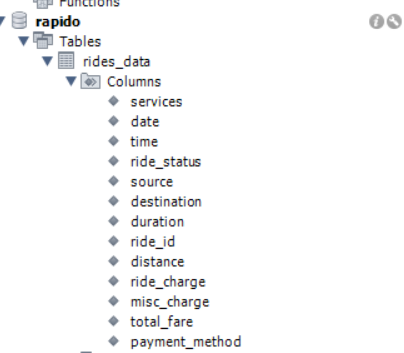 Functions
rapido
Tables
rides_data
Columns
services
date
time
ride_status
source
destination
duration
ride_id
distance
ride_charge
misc_charge
total_fare
payment_method